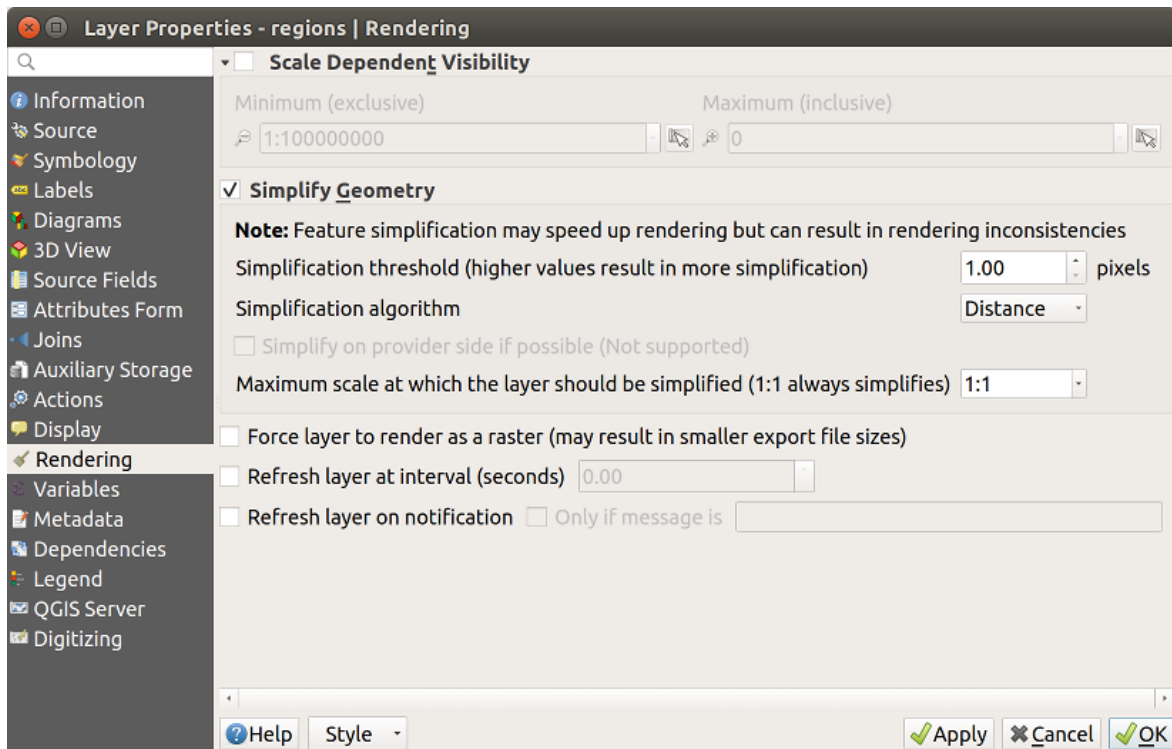 Layer Properties - regions | Rendering
Information
Source
Symbology
Labels
Diagrams
3D View
Source Fields
Attributes Form
Joins
Auxiliary Storage
Actions
Display
Rendering
Variables
Metadata
Dependencies
Legend
QGIS Server
Digitizing
Scale Dependent Visibility
Minimum (exclusive) Maximum (inclusive)
1:100000000 0
Simplify Geometry
Note: Feature simplification may speed up rendering but can result in rendering inconsistencies
Simplification threshold (higher values result in more simplification) 1.00 pixels
Simplification algorithm Distance
Simplify on provider side if possible (Not supported)
Maximum scale at which the layer should be simplified (1:1 always simplifies) 1:1
Force layer to render as a raster (may result in smaller export file sizes)
Refresh layer at interval (seconds) 0.00
Refresh layer on notification Only if message is
Help Style Apply Cancel OK